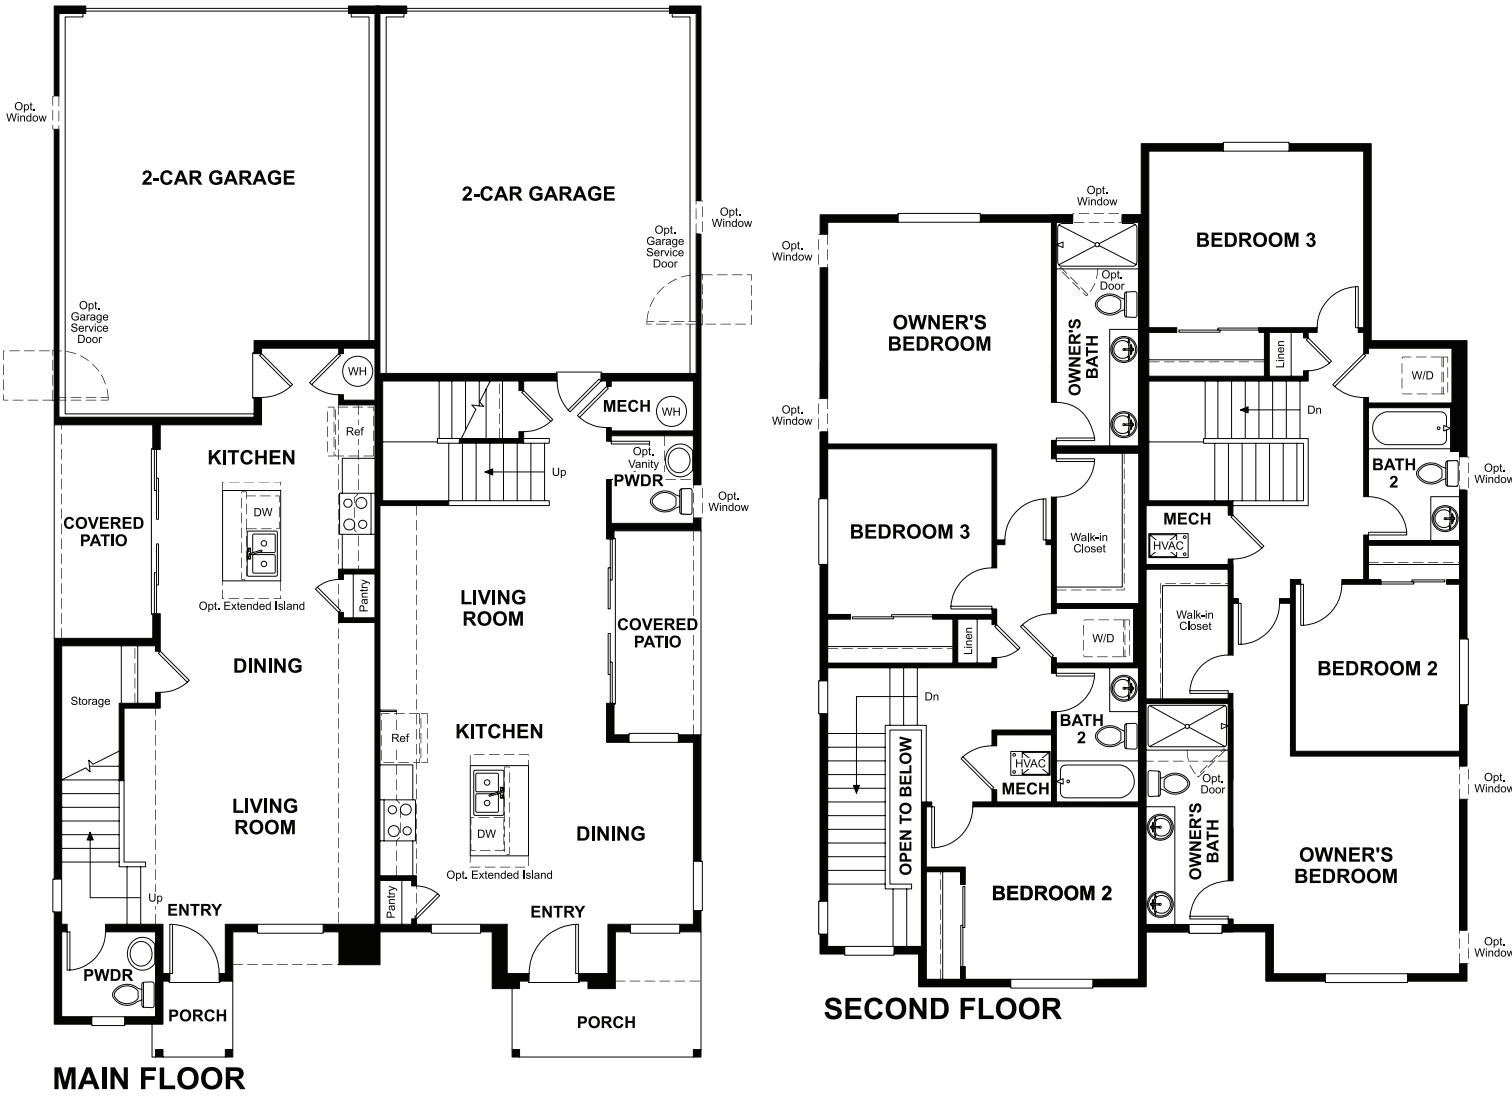 Opt.
Window
2-CAR GARAGE
Opt.
Garage
Service
Door
2-CAR GARAGE
Opt.
Window
Opt.
Garage
Service
Door
WH
Ref
KITCHEN
DW
COVERED
PATIO
Opt. Extended Island
Pantry
DINING
Storage
LIVING
ROOM
Up
ENTRY
PWDR
PORCH
MECH
WH
Up
Opt.
Vanity
PWDR
Opt.
Window
LIVING
ROOM
COVERED
PATIO
Ref
KITCHEN
DW
DINING
Opt. Extended Island
Pantry
ENTRY
PORCH
MAIN FLOOR
Opt.
Window
Opt.
Window
Opt.
Door
OWNER'S
BEDROOM
OWNER'S
BATH
Opt.
Window
BEDROOM 3
Walk-in
Closet
Linen
W/D
Dn
BATH
2
OPEN TO BELOW
HVAC
MECH
BEDROOM 2
BEDROOM 3
Linen
W/D
Dn
BATH
2
Opt.
Window
MECH
HVAC
Walk-in
Closet
BEDROOM 2
Opt.
Door
Opt.
Window
OWNER'S
BATH
OWNER'S
BEDROOM
Opt.
Window
SECOND FLOOR